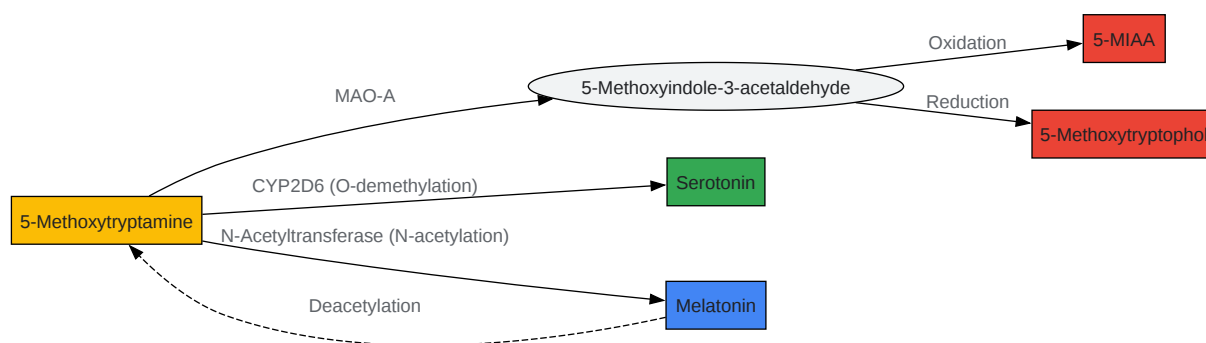 5-MIAA
Oxidation
5-Methoxyindole-3-acetaldehyde
MAO-A
Reduction
5-Methoxytryptophol
CYP2D6 (O-demethylation)
Serotonin
5-Methoxytryptamine
N-Acetyltransferase (N-acetylation)
Deacetylation
Melatonin